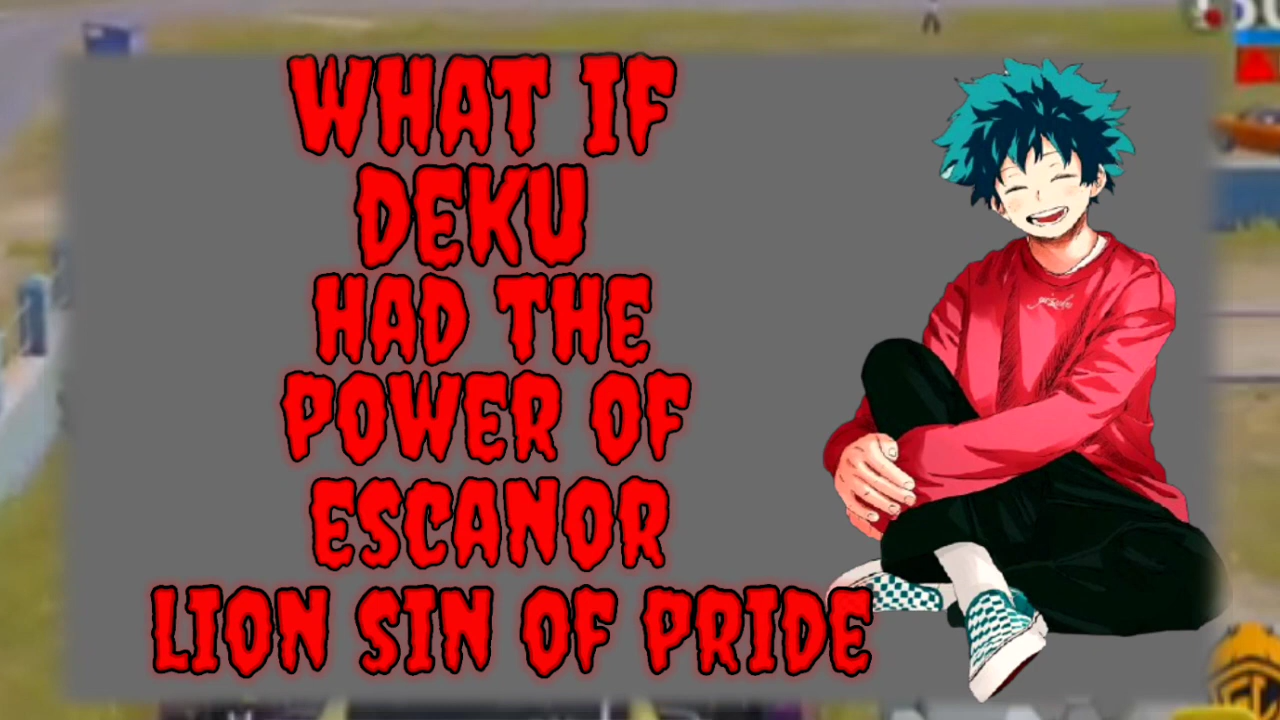 WHAT IF
DEKU
HAD THE
POWER OF
ESCANOR
LION SIN OF PRIDE